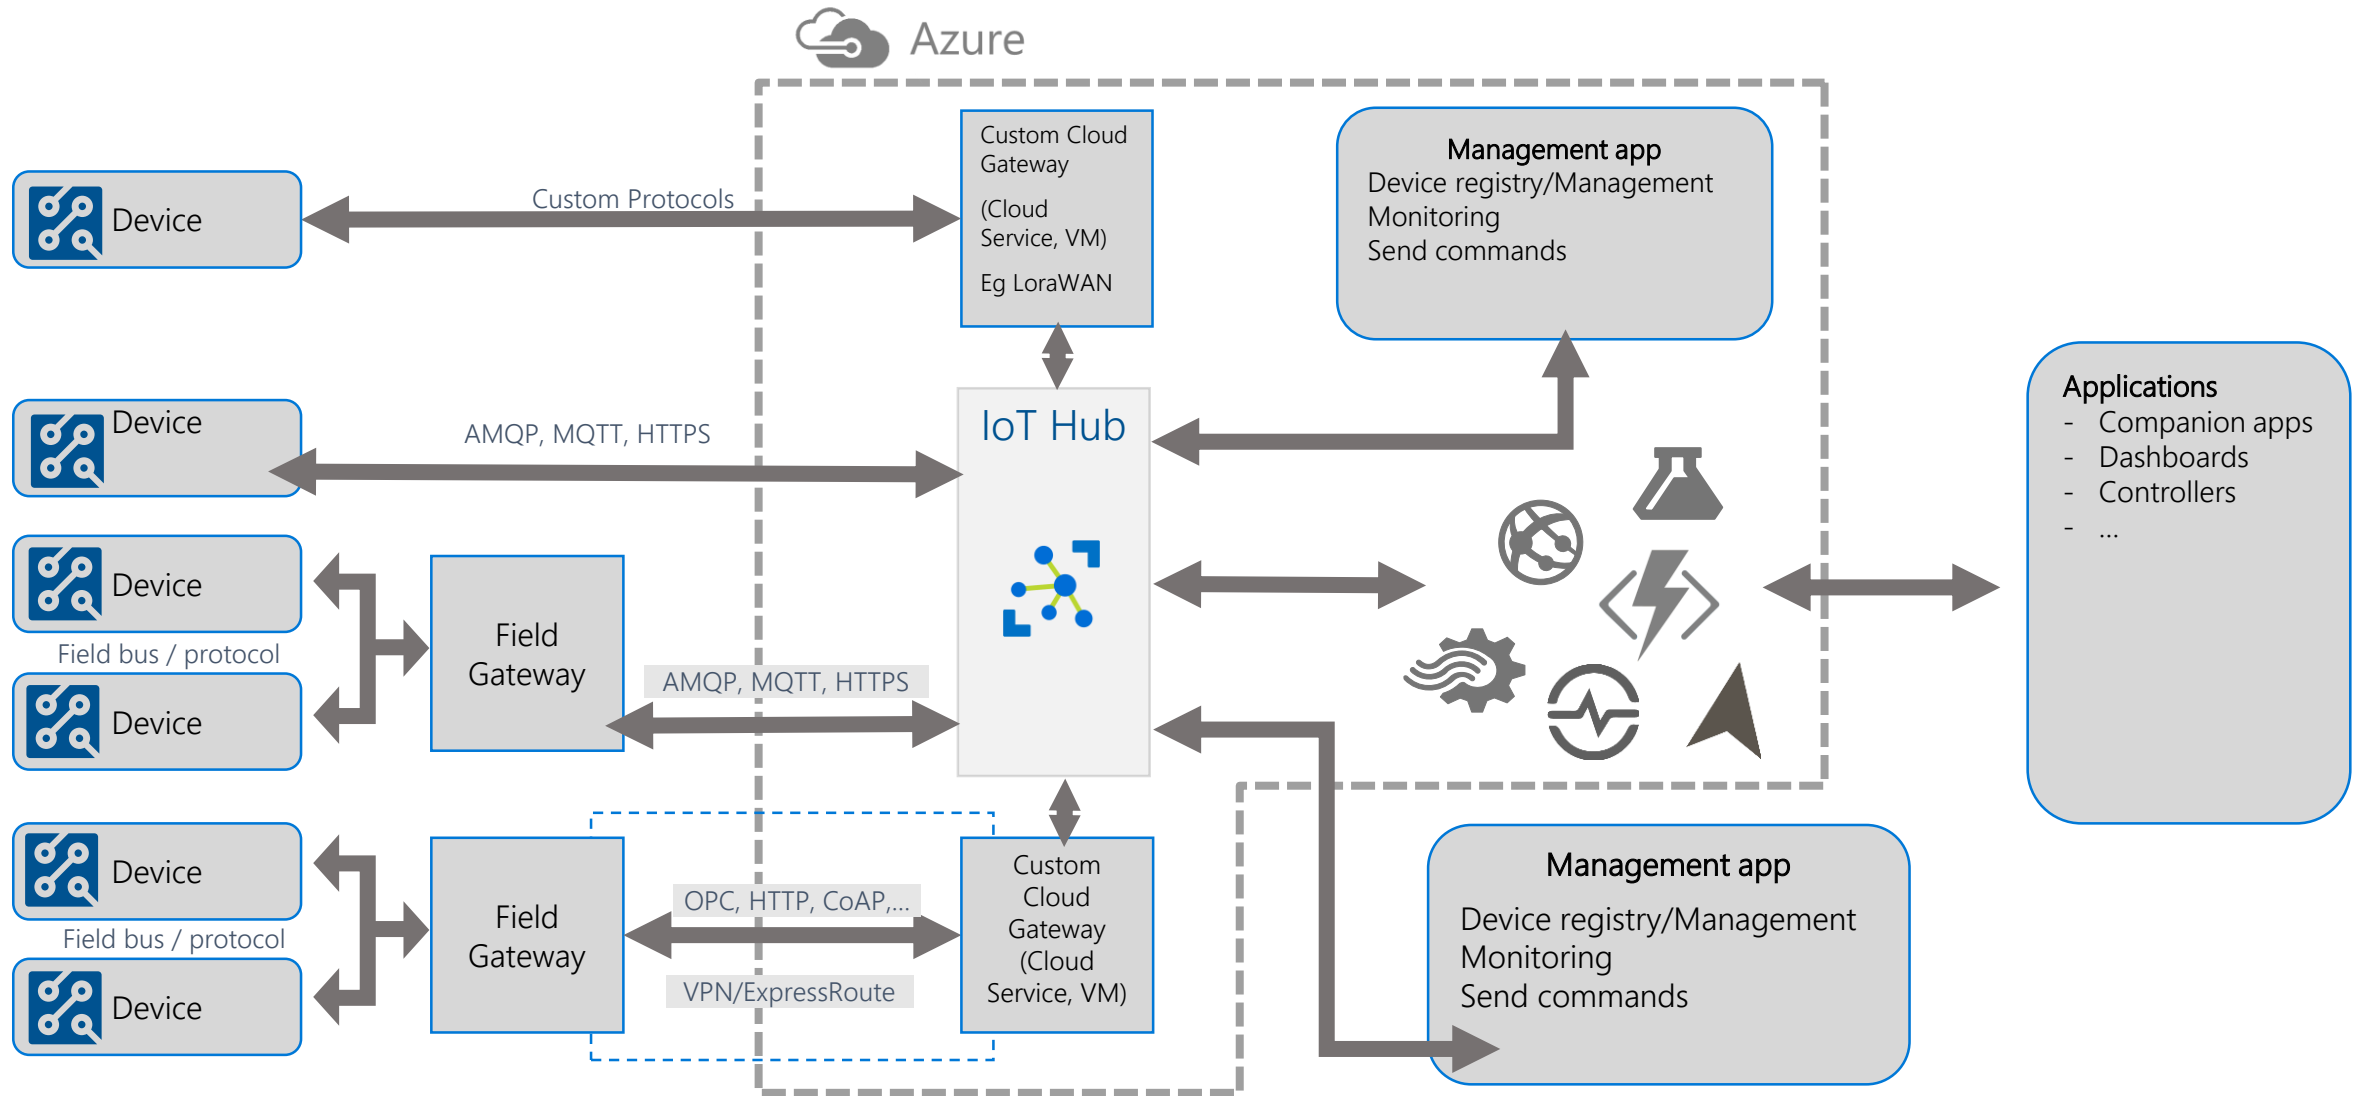 Azure
Device
Custom Protocols
Custom Cloud
Gateway
(Cloud
Service, VM)
Eg LoraWAN
Management app
Device registry/Management
Monitoring
Send commands
Device
AMQP, MQTT, HTTPS
IoT Hub
Applications
- Companion apps
- Dashboards
- Controllers
- ...
Device
Field bus / protocol
Device
Field
Gateway
AMQP, MQTT, HTTPS
Device
Field bus / protocol
Device
Field
Gateway
OPC, HTTP, CoAP,...
VPN/ExpressRoute
Custom
Cloud
Gateway
(Cloud
Service, VM)
Management app
Device registry/Management
Monitoring
Send commands